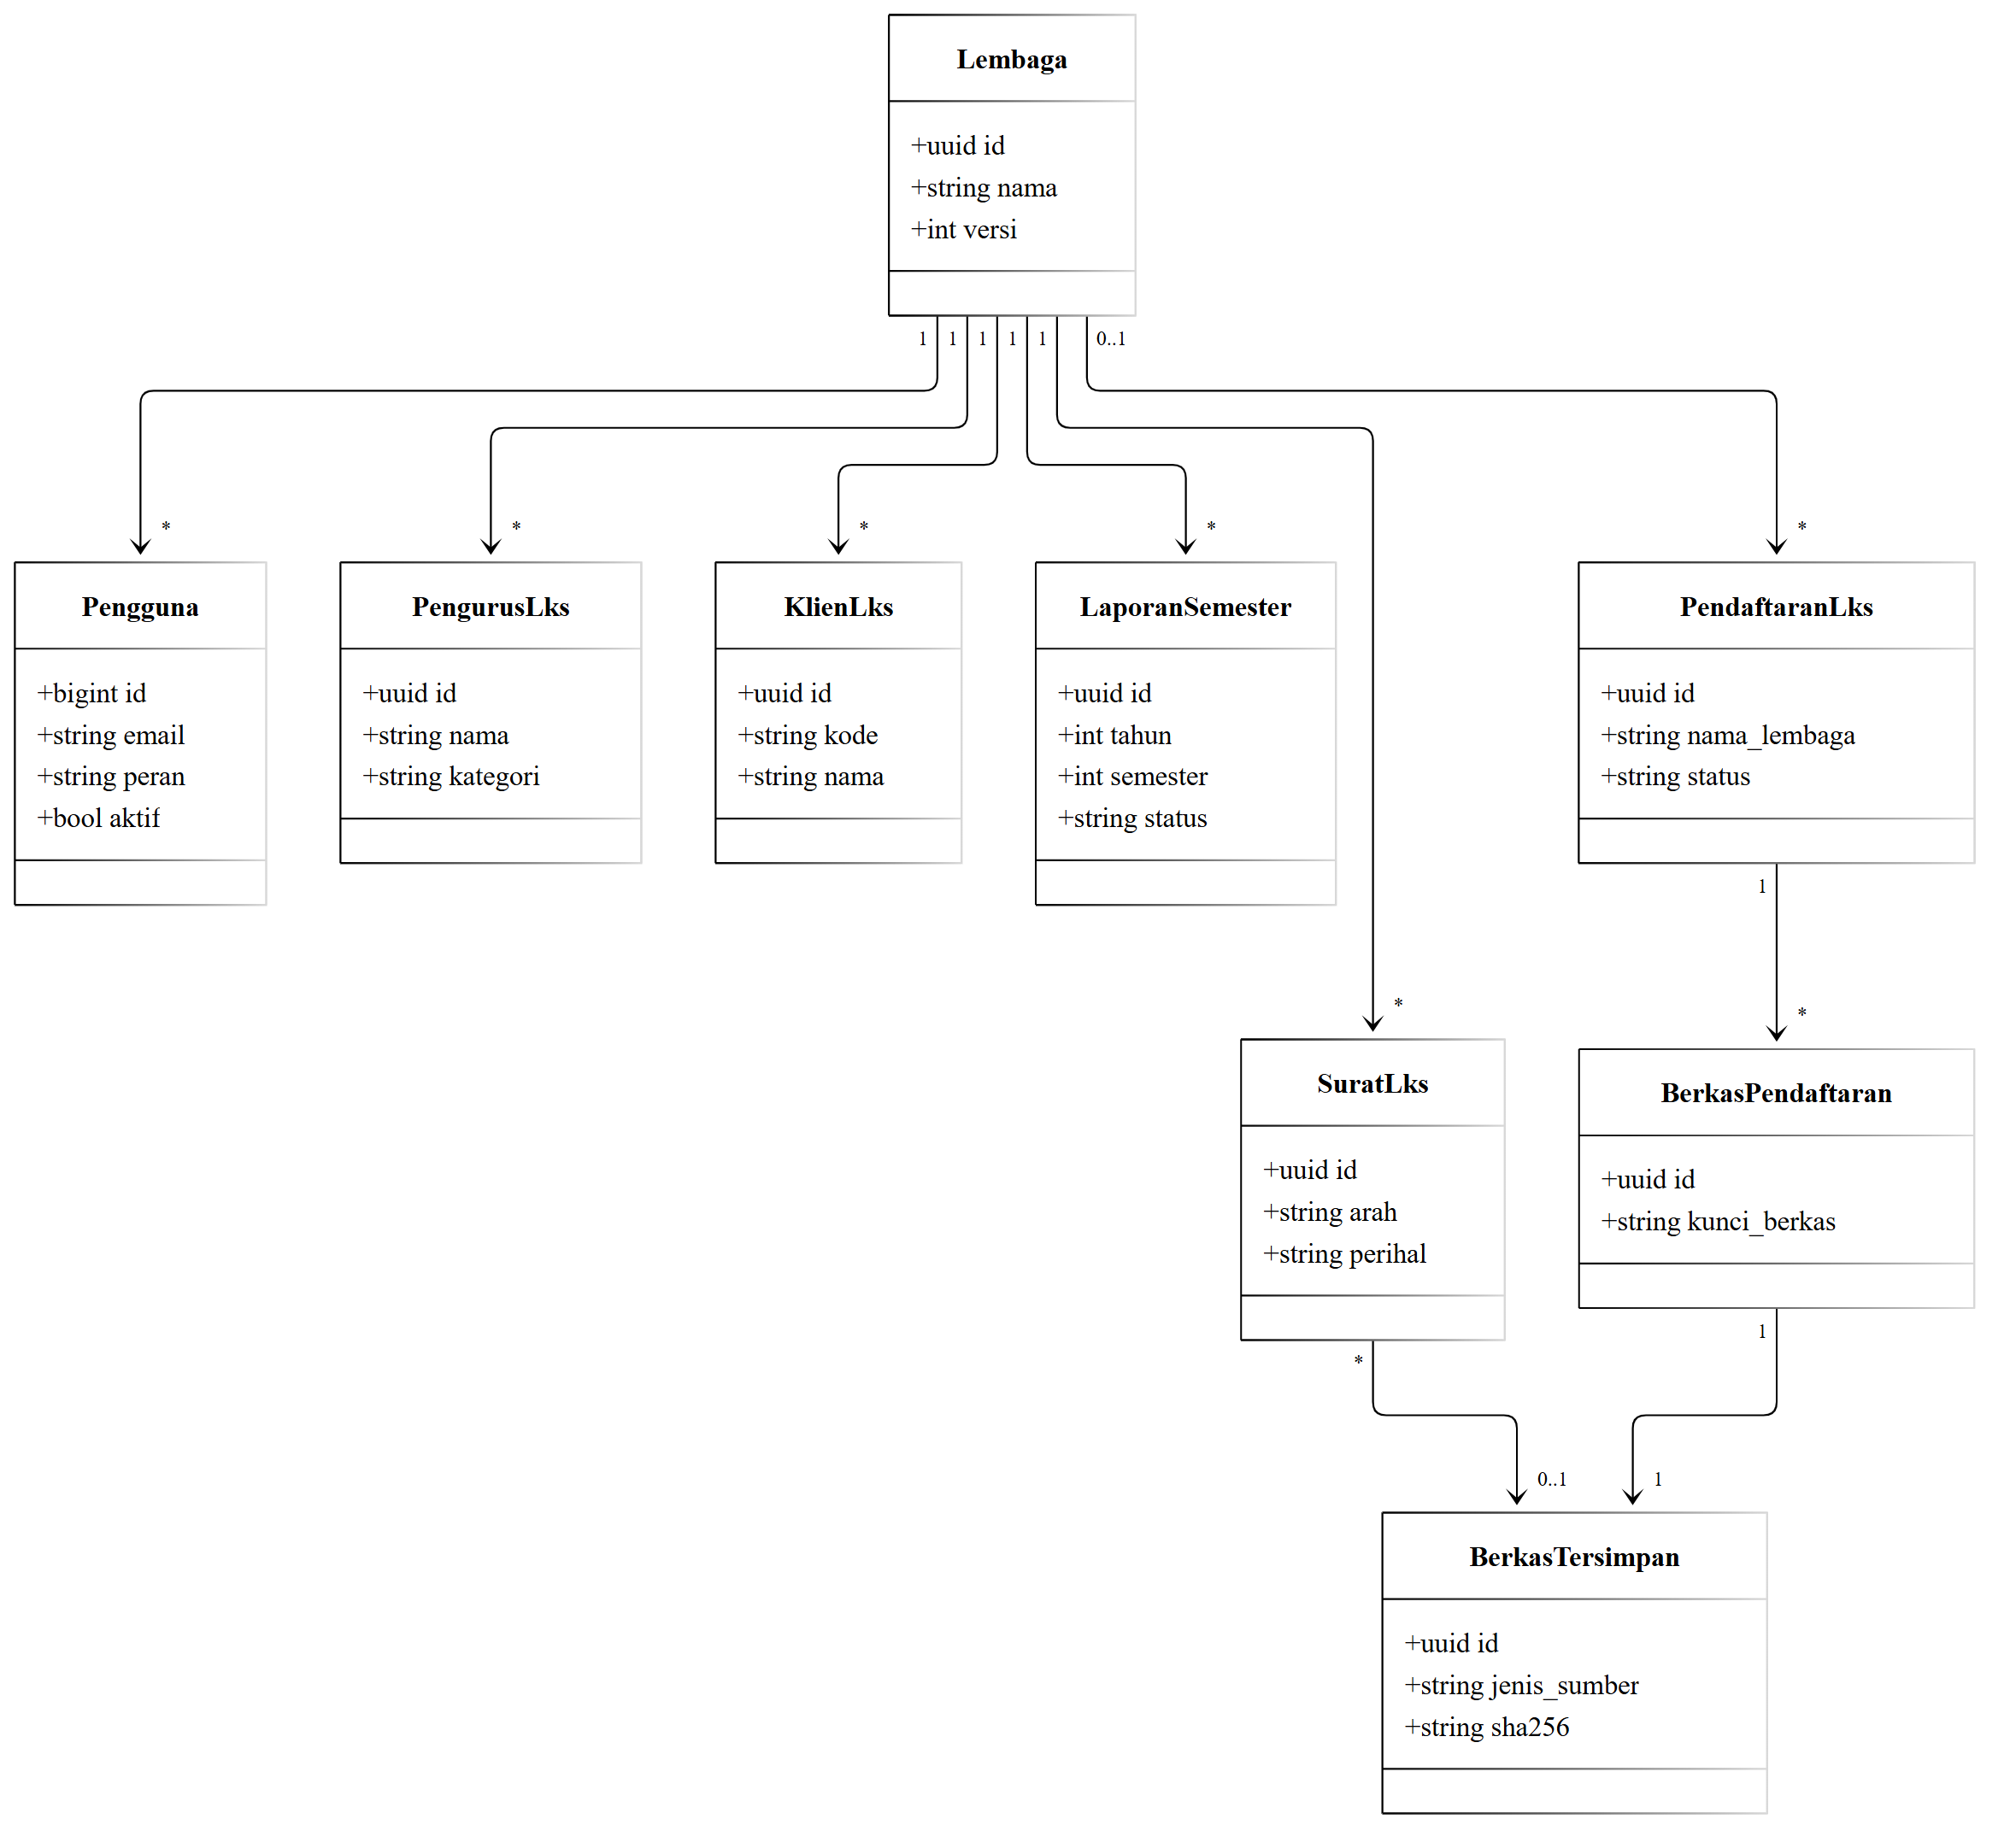 Lembaga
+uuid id
+string nama
+int versi
1
1
1
1
1
0..1
*
*
*
*
*
Pengguna
+bigint id
+string email
+string peran
+bool aktif
PengurusLks
+uuid id
+string nama
+string kategori
KlienLks
+uuid id
+string kode
+string nama
LaporanSemester
+uuid id
+int tahun
+int semester
+string status
PendaftaranLks
+uuid id
+string nama_lembaga
+string status
1
*
*
SuratLks
+uuid id
+string arah
+string perihal
BerkasPendaftaran
+uuid id
+string kunci_berkas
*
1
0..1
1
BerkasTersimpan
+uuid id
+string jenis_sumber
+string sha256